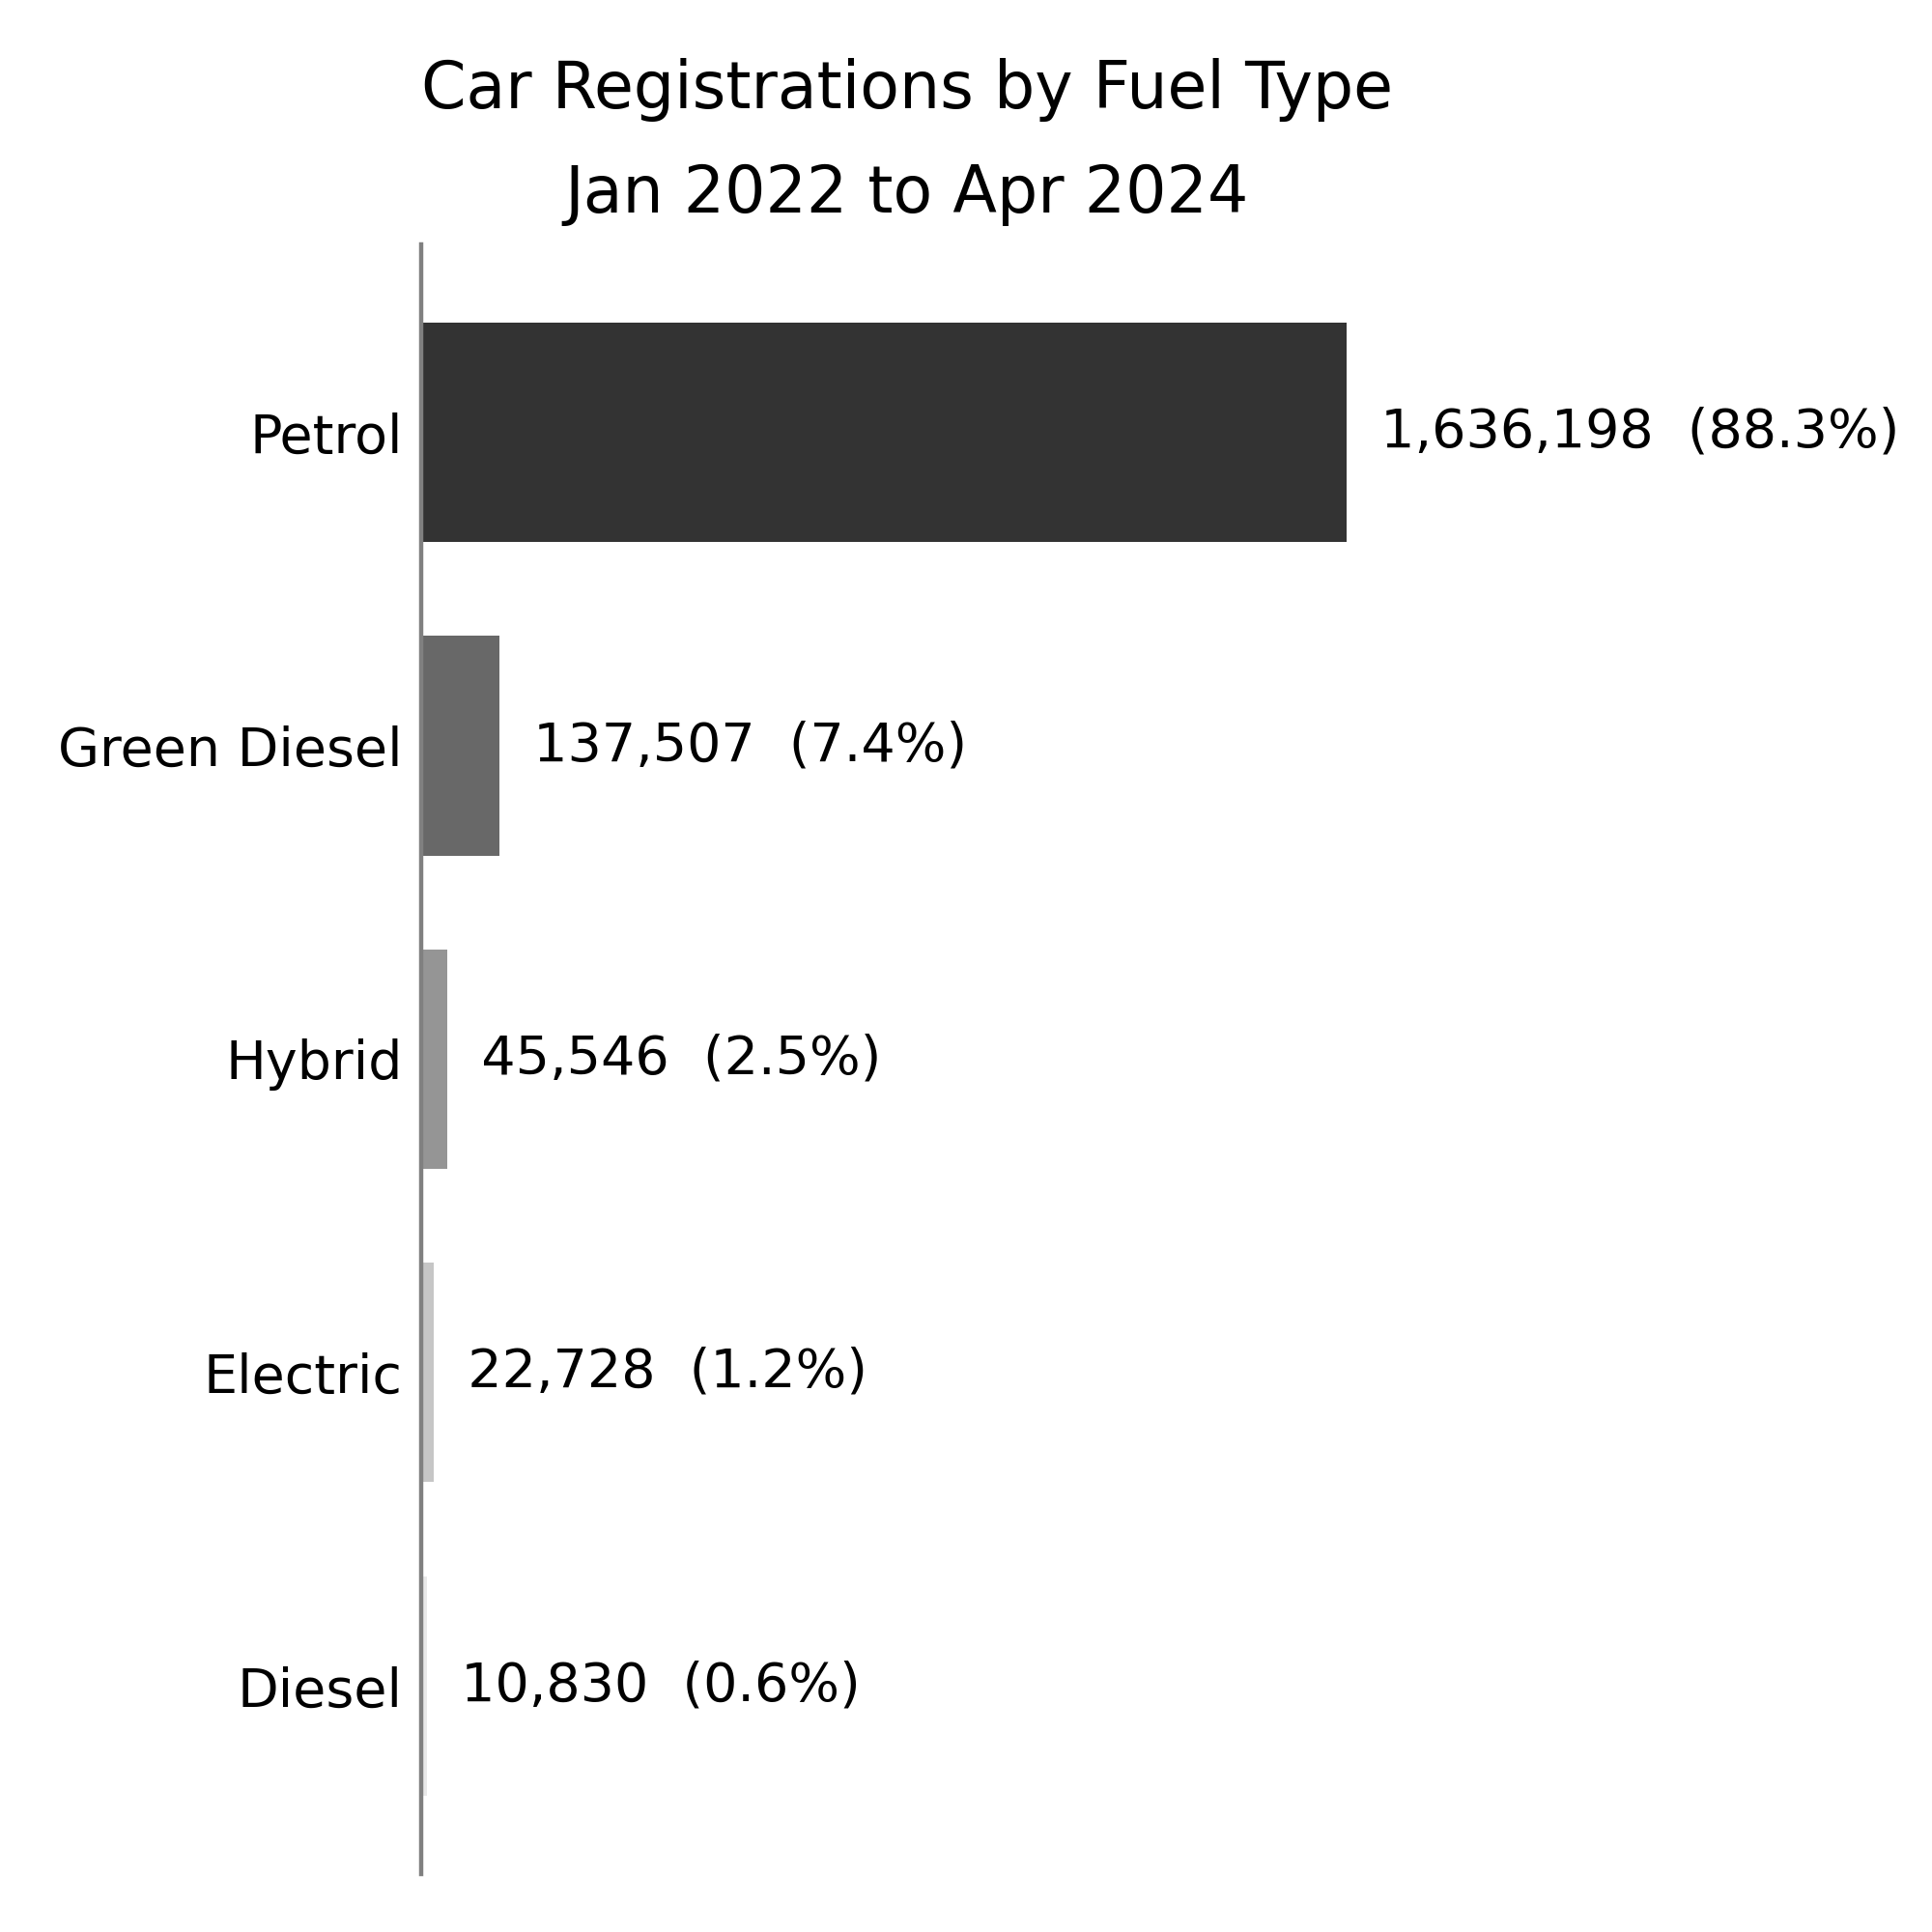 Car Registrations by Fuel Type
Jan 2022 to Apr 2024
Petrol 1,636,198 (88.3%)
Green Diesel 137,507 (7.4%)
Hybrid 45,546 (2.5%)
Electric 22,728 (1.2%)
Diesel 10,830 (0.6%)